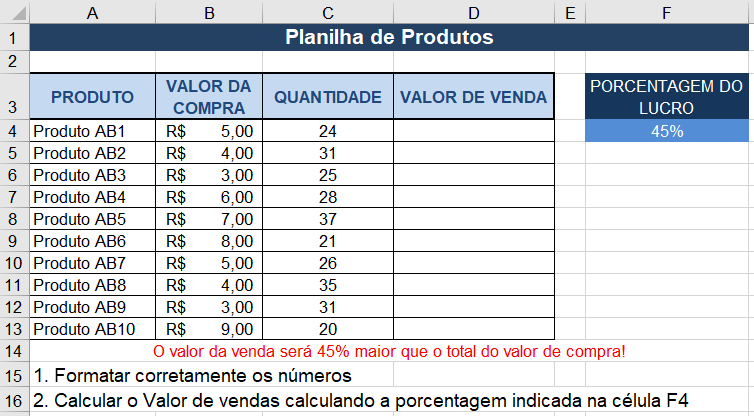 A B C D E F
1 Planilha de Produtos
2
3 PRODUTO VALOR DA COMPRA QUANTIDADE VALOR DE VENDA PORCENTAGEM DO LUCRO
4 Produto AB1 R$ 5,00 24 45%
5 Produto AB2 R$ 4,00 31
6 Produto AB3 R$ 3,00 25
7 Produto AB4 R$ 6,00 28
8 Produto AB5 R$ 7,00 37
9 Produto AB6 R$ 8,00 21
10 Produto AB7 R$ 5,00 26
11 Produto AB8 R$ 4,00 35
12 Produto AB9 R$ 3,00 31
13 Produto AB10 R$ 9,00 20
14 O valor da venda será 45% maior que o total do valor de compra!
15 1. Formatar corretamente os números
16 2. Calcular o Valor de vendas calculando a porcentagem indicada na célula F4